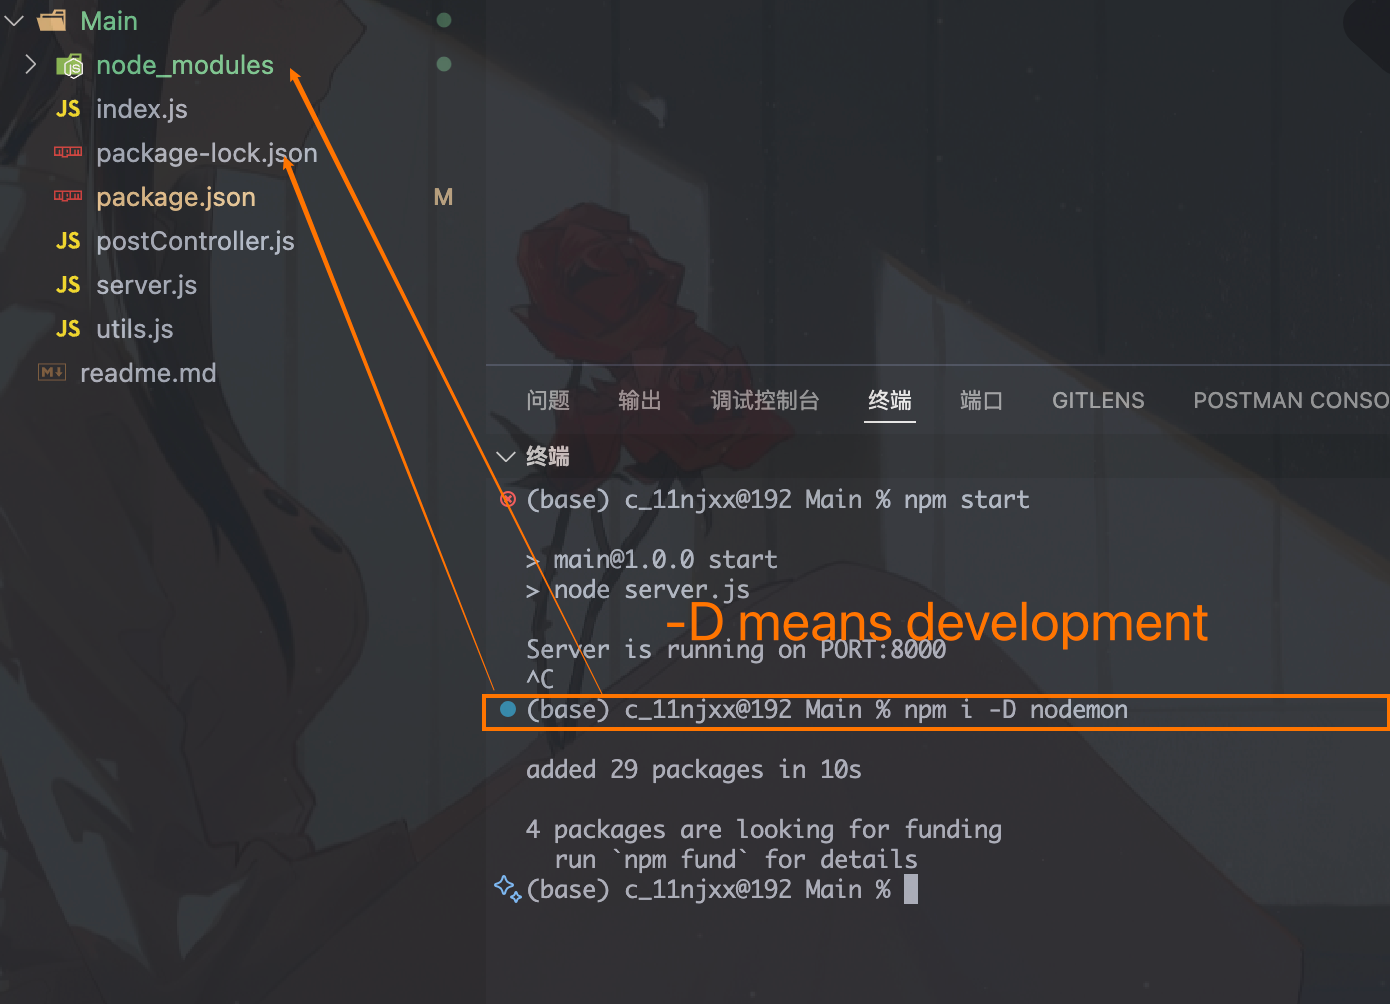 Main
node_modules
JS index.js
package-lock.json
package.json M
JS postController.js
JS server.js
JS utils.js
readme.md
问题 输出 调试控制台 终端 端口 GITLENS POSTMAN CONSO
终端
(base) c_11njxx@192 Main % npm start
> main@1.0.0 start
> node server.js
-D means development
Server is running on PORT:8000
^C
(base) c_11njxx@192 Main % npm i -D nodemon
added 29 packages in 10s
4 packages are looking for funding
run `npm fund` for details
(base) c_11njxx@192 Main %